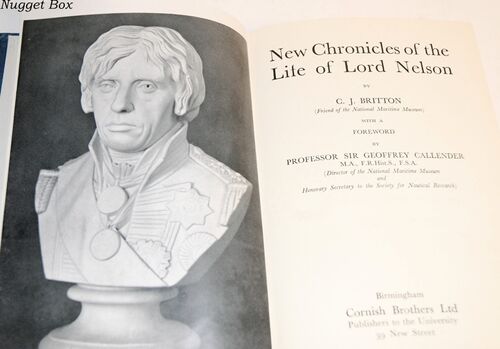 Nugget Box
New Chronicles of the
Life of Lord Nelson
BY
C. J. BRITTON
(Friend of the National Maritime Museum)
WITH A
FOREWORD
BY
PROFESSOR SIR GEOFFREY CALLENDER
M.A., F.R.Hist.S., F.S.A.
(Director of the National Maritime Museum
and
Honorary Secretary to the Society for Nautical Research)
Birmingham
Cornish Brothers Ltd
Publishers to the University
39 New Street